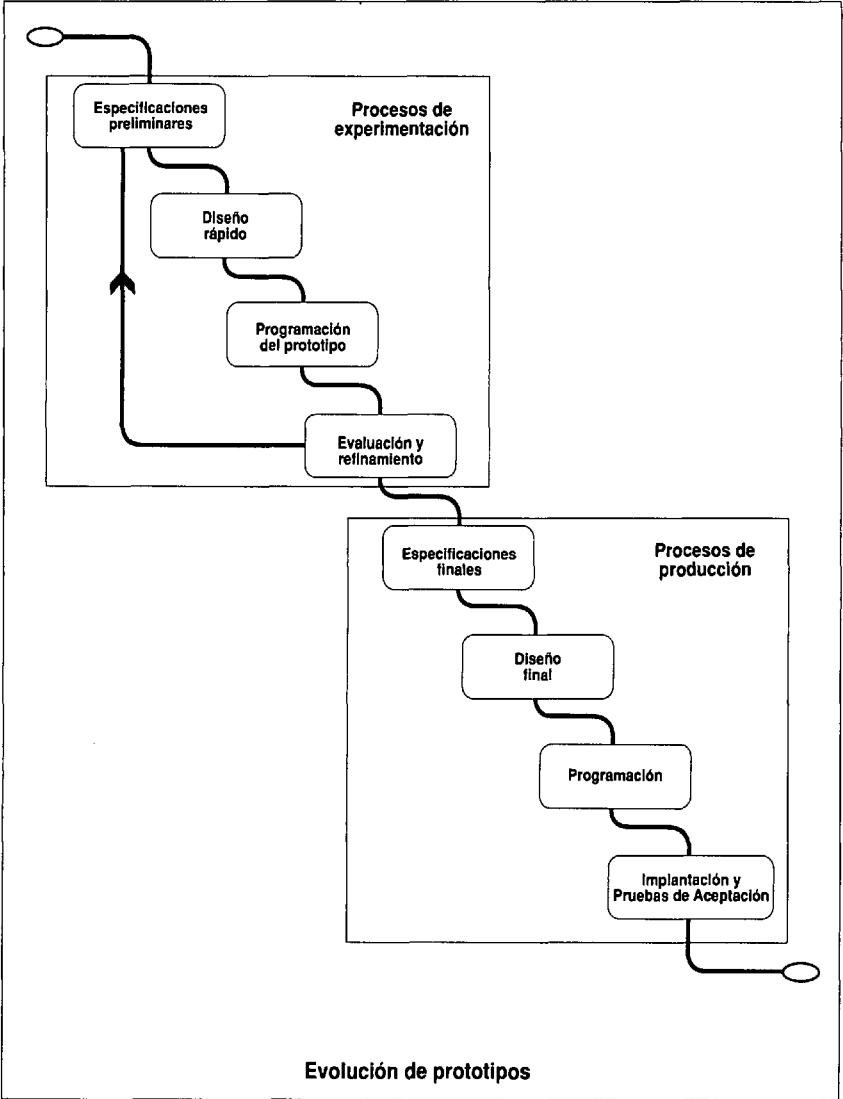 Especificaciones
preliminares
Procesos de
experimentación
Diseño
rápido
Programación
del prototipo
Evaluación y
refinamiento
Especificaciones
finales
Procesos de
producción
Diseño
final
Programación
Implantación y
Pruebas de Aceptación
Evolución de prototipos